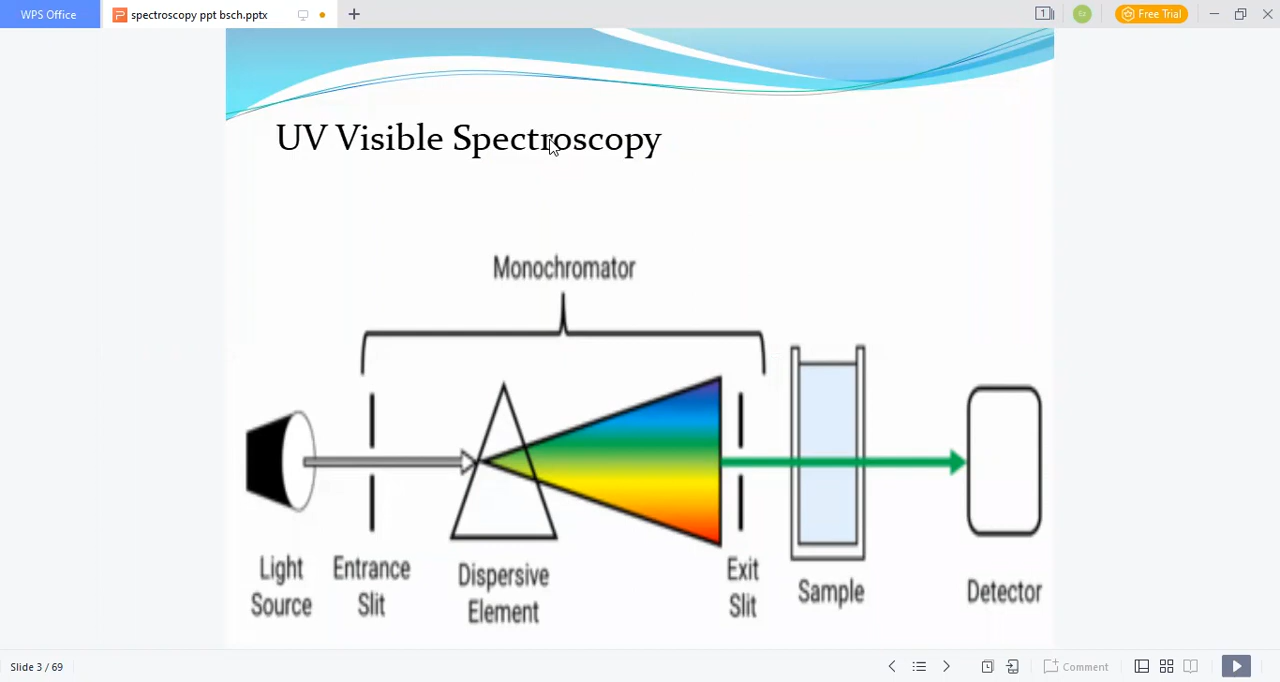 WPS Office
spectroscopy ppt bsch.pptx
1
Free Trial
UV Visible Spectroscopy
Monochromator
Light
Source
Entrance
Slit
Dispersive
Element
Exit
Slit
Sample
Detector
Slide 3 / 69
Comment